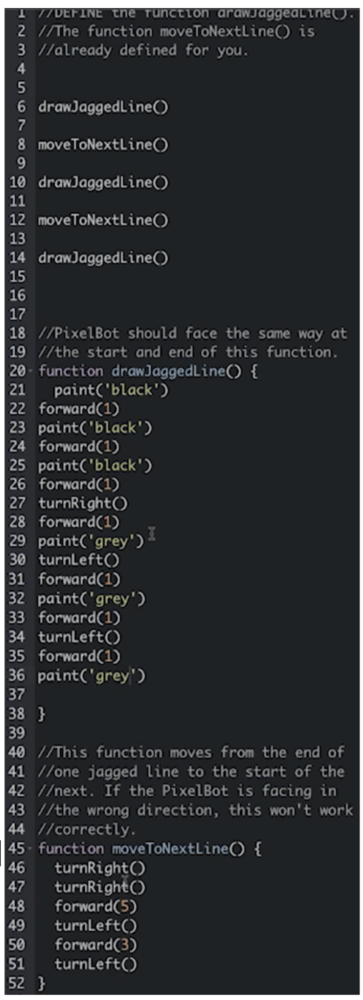 1 //DEFINE the function drawJaggedLine().
2 //The function moveToNextLine() is
3 //already defined for you.
4
5
6 drawJaggedLine()
7
8 moveToNextLine()
9
10 drawJaggedLine()
11
12 moveToNextLine()
13
14 drawJaggedLine()
15
16
17
18 //PixelBot should face the same way at
19 //the start and end of this function.
20 function drawJaggedLine() {
21   paint('black')
22 forward(1)
23 paint('black')
24 forward(1)
25 paint('black')
26 forward(1)
27 turnRight()
28 forward(1)
29 paint('grey')
30 turnLeft()
31 forward(1)
32 paint('grey')
33 forward(1)
34 turnLeft()
35 forward(1)
36 paint('grey')
37
38 }
39
40 //This function moves from the end of
41 //one jagged line to the start of the
42 //next. If the PixelBot is facing in
43 //the wrong direction, this won't work
44 //correctly.
45 function moveToNextLine() {
46   turnRight()
47   turnRight()
48   forward(5)
49   turnLeft()
50   forward(3)
51   turnLeft()
52 }